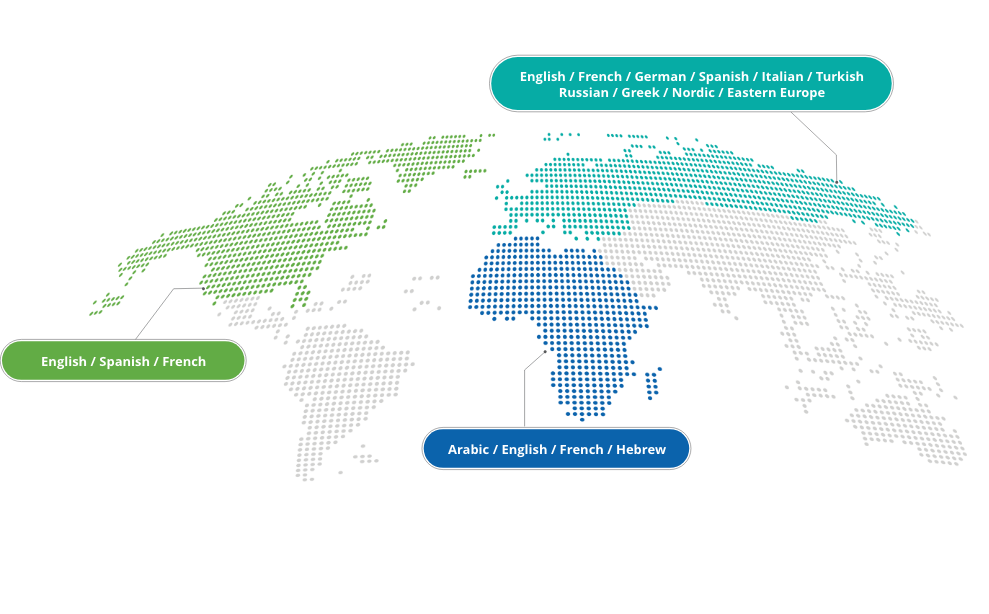 English / French / German / Spanish / Italian / Turkish
Russian / Greek / Nordic / Eastern Europe
English / Spanish / French
Arabic / English / French / Hebrew